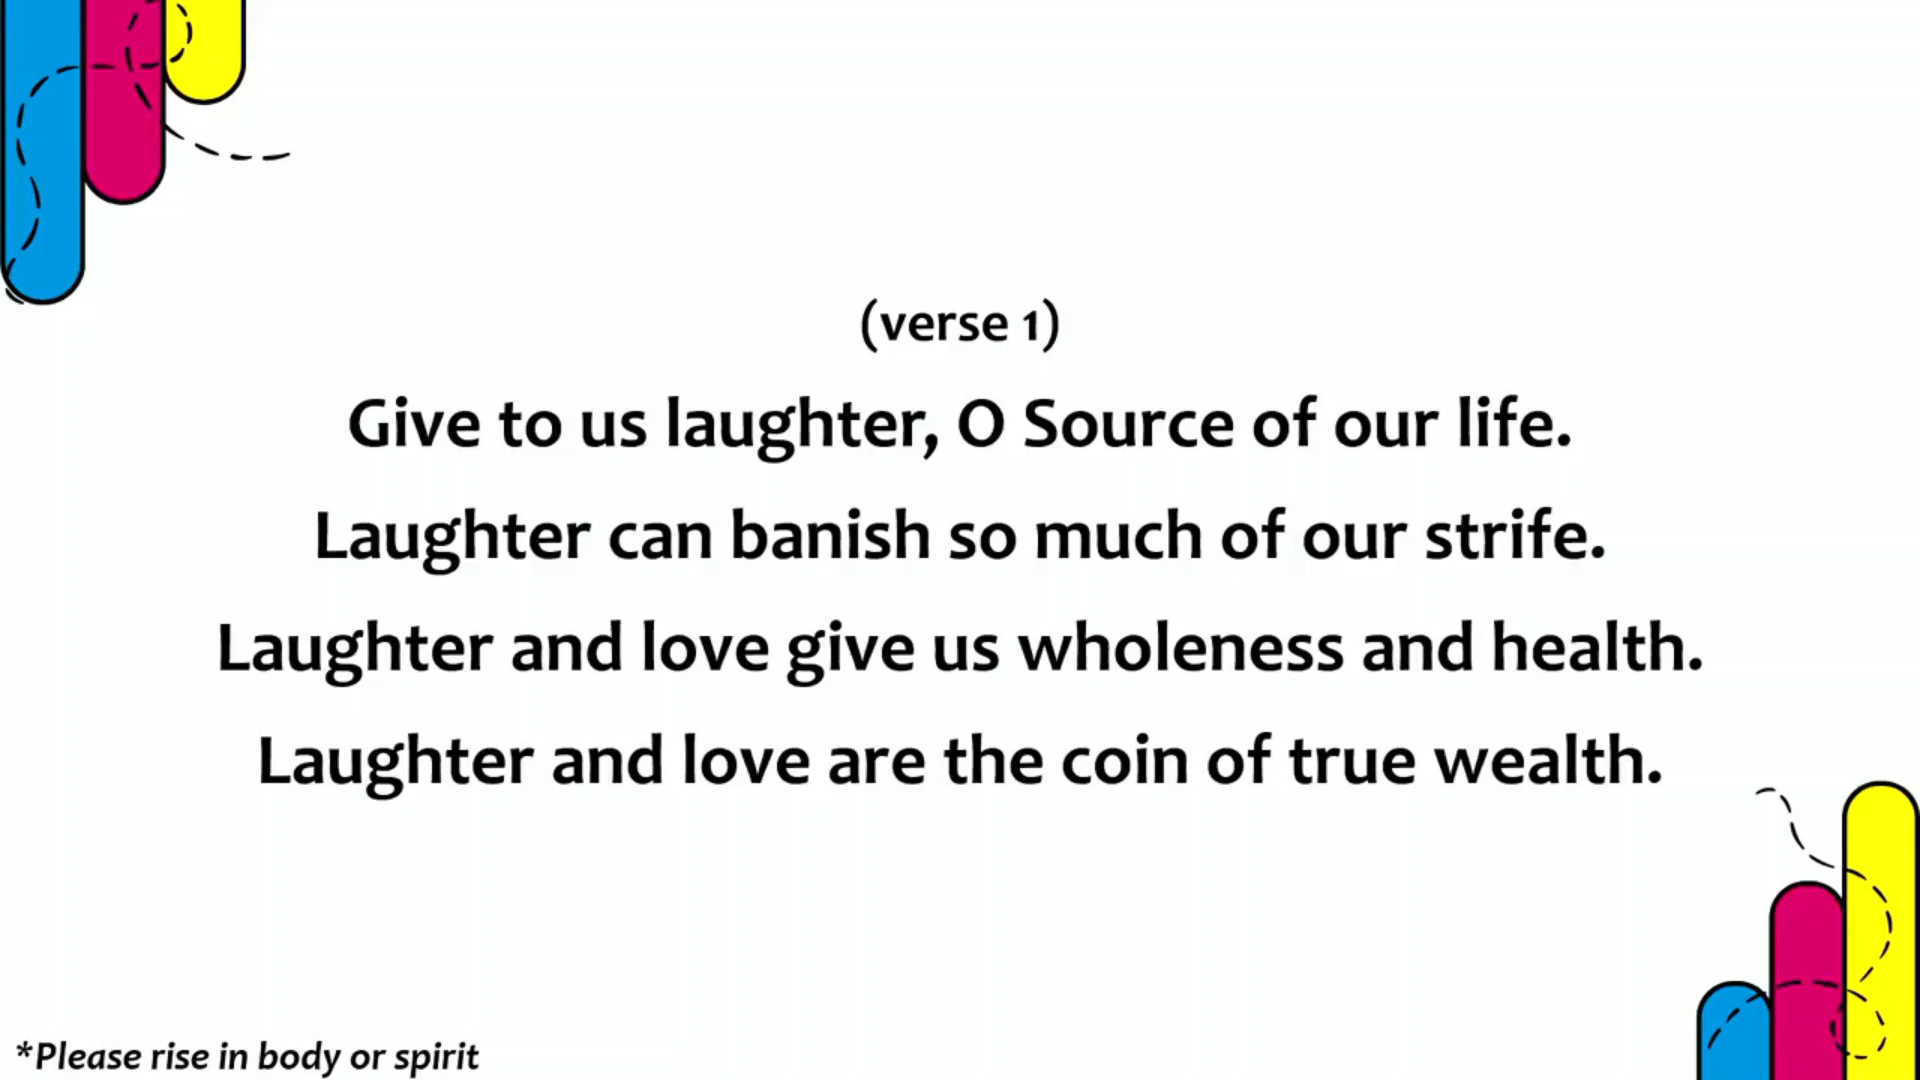 (verse 1)
Give to us laughter, O Source of our life.
Laughter can banish so much of our strife.
Laughter and love give us wholeness and health.
Laughter and love are the coin of true wealth.
*Please rise in body or spirit